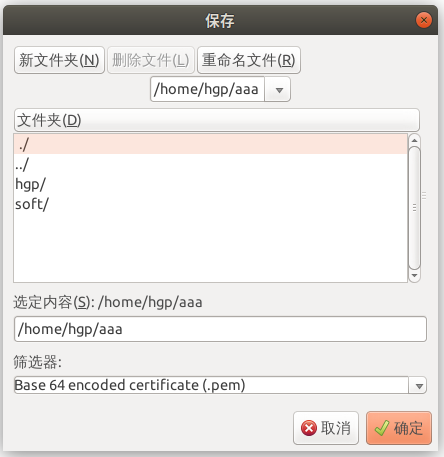 保存
新文件夹(N) 删除文件(L) 重命名文件(R)
/home/hgp/aaa
文件夹(D)
./
../
hgp/
soft/
选定内容(S): /home/hgp/aaa
/home/hgp/aaa
筛选器:
Base 64 encoded certificate (.pem)
取消 确定